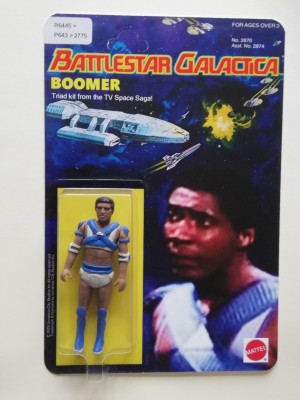 R6445 >
P643 > 2775
FOR AGES OVER 3
No. 2876
Asst. No. 2874
BATTLESTAR GALACTICA
BOOMER
Triad kit from the TV Space Saga!
MATTEL